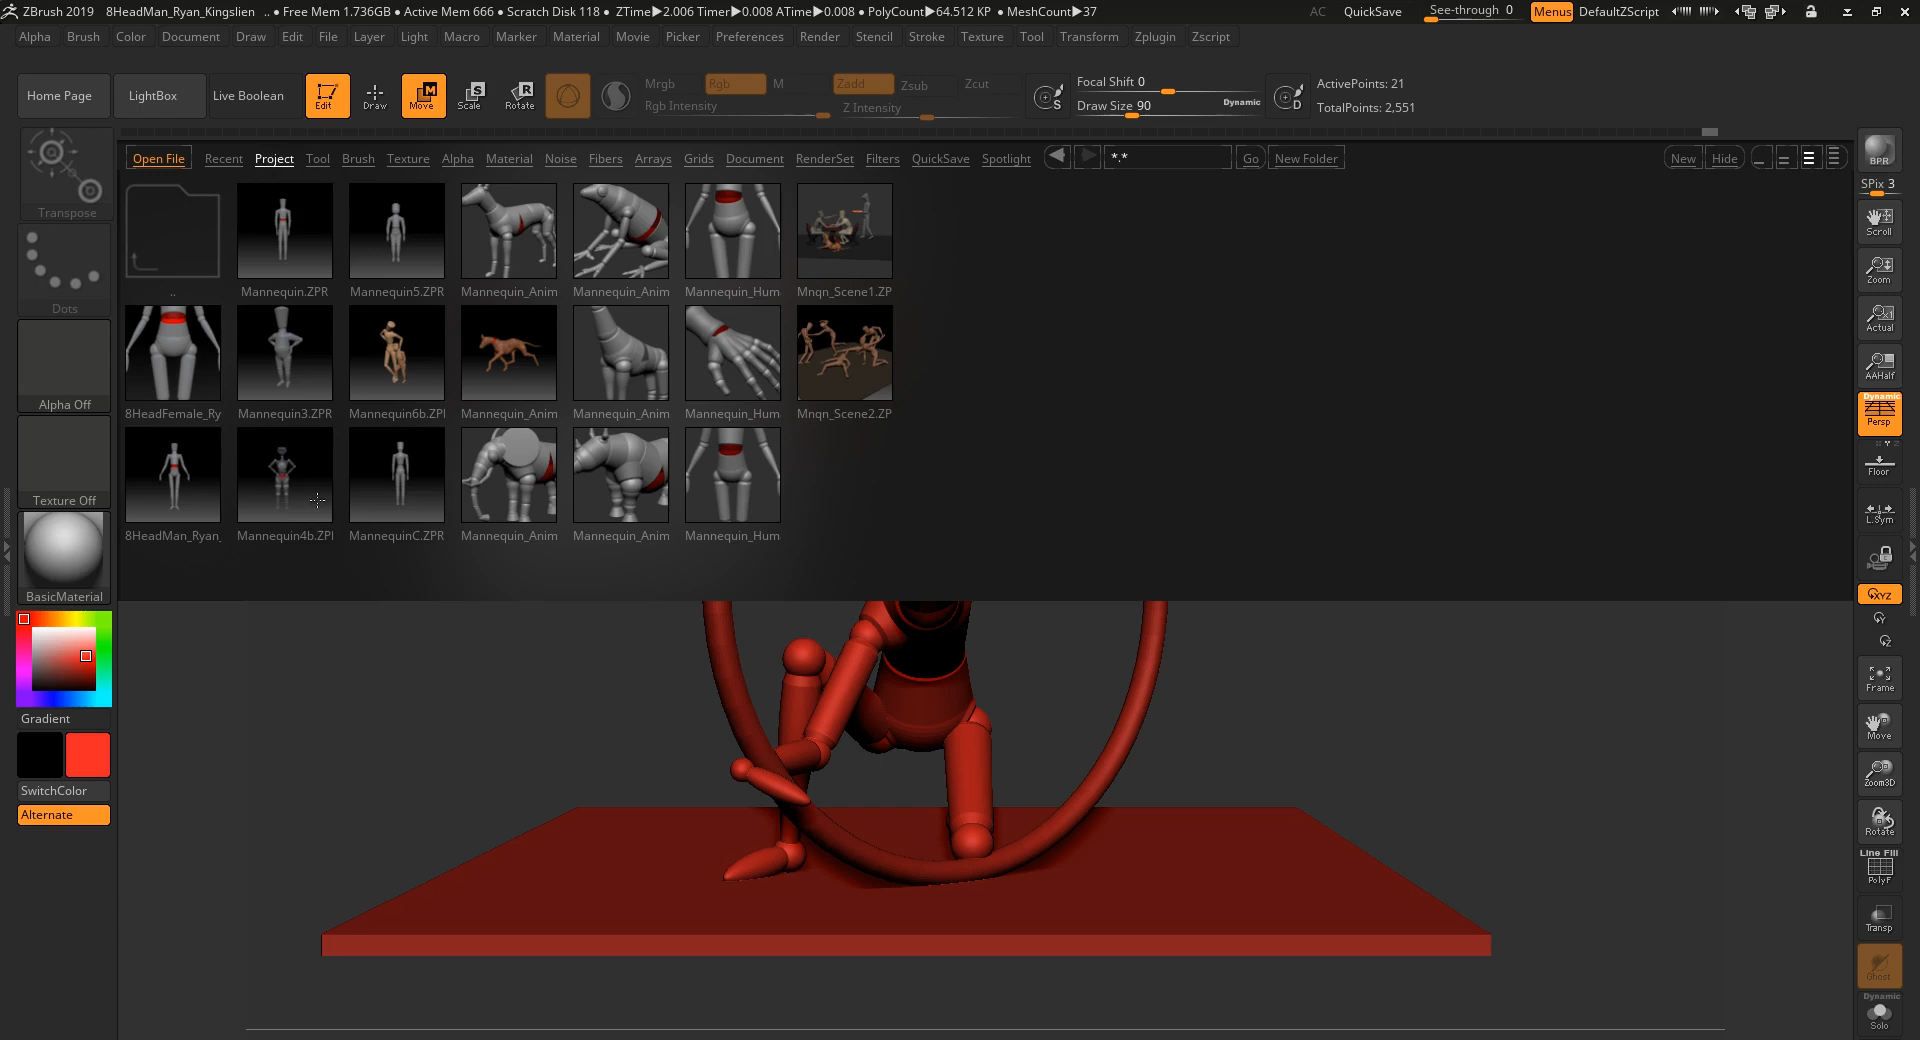 ZBrush 2019 8HeadMan_Ryan_Kingslien .. • Free Mem 1.736GB • Active Mem 666 • Scratch Disk 118 • ZTime▶2.006 Timer▶0.008 ATime▶0.008 • PolyCount▶64.512 KP • MeshCount▶37 AC QuickSave See-through 0 Menus DefaultZScript
Alpha Brush Color Document Draw Edit File Layer Light Macro Marker Material Movie Picker Preferences Render Stencil Stroke Texture Tool Transform Zplugin Zscript
Home Page LightBox Live Boolean Edit Draw Move Scale Rotate
Mrgb Rgb M Zadd Zsub Zcut
Rgb Intensity Z Intensity
Focal Shift 0
Draw Size 90 Dynamic
ActivePoints: 21
TotalPoints: 2,551
Open File Recent Project Tool Brush Texture Alpha Material Noise Fibers Arrays Grids Document RenderSet Filters QuickSave Spotlight *.* Go New Folder New Hide
.. Mannequin.ZPR Mannequin5.ZPR Mannequin_Anim Mannequin_Anim Mannequin_Hum Mnqn_Scene1.ZP
8HeadFemale_Ry Mannequin3.ZPR Mannequin6b.ZPI Mannequin_Anim Mannequin_Anim Mannequin_Hum Mnqn_Scene2.ZP
8HeadMan_Ryan_ Mannequin4b.ZPI MannequinC.ZPR Mannequin_Anim Mannequin_Anim Mannequin_Hum
Transpose
Dots
Alpha Off
Texture Off
BasicMaterial
Gradient
SwitchColor
Alternate
BPR
SPix 3
Scroll
Zoom
Actual
AAHalf
Dynamic
Persp
Floor
L.Sym
XYZ
Y
Z
Frame
Move
Zoom3D
Rotate
Line Fill
PolyF
Transp
Ghost
Dynamic
Solo